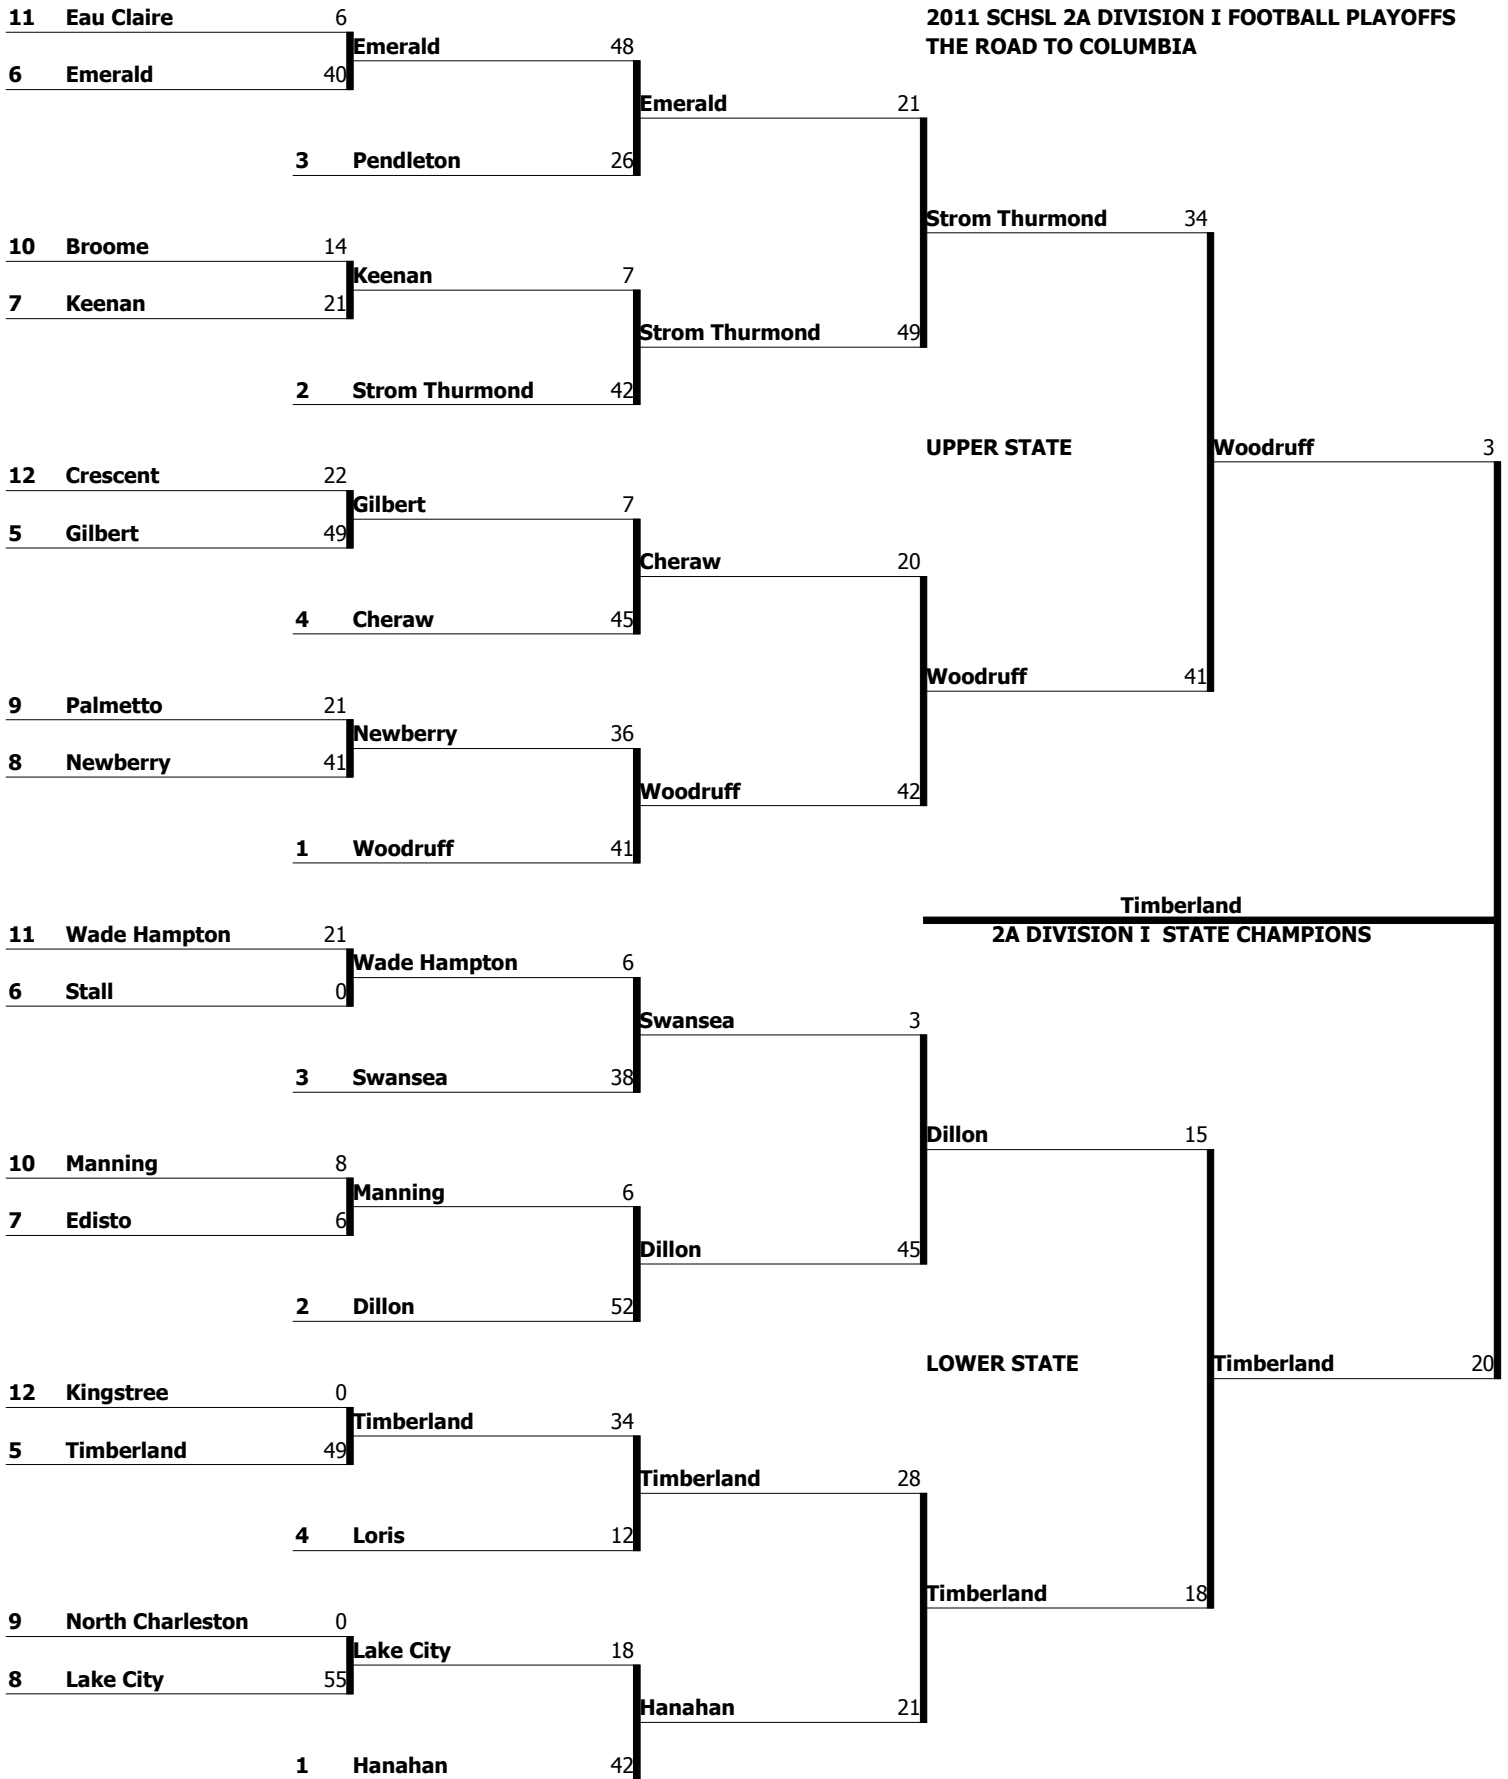 11 Eau Claire 6
2011 SCHSL 2A DIVISION I FOOTBALL PLAYOFFS
Emerald 48
THE ROAD TO COLUMBIA
6 Emerald 40
Emerald 21
3 Pendleton 26
Strom Thurmond 34
10 Broome 14
Keenan 7
7 Keenan 21
Strom Thurmond 49
2 Strom Thurmond 42
UPPER STATE
Woodruff 3
12 Crescent 22
Gilbert 7
5 Gilbert 49
Cheraw 20
4 Cheraw 45
Woodruff 41
9 Palmetto 21
Newberry 36
8 Newberry 41
Woodruff 42
1 Woodruff 41
Timberland
11 Wade Hampton 21
2A DIVISION I STATE CHAMPIONS
Wade Hampton 6
6 Stall 0
Swansea 3
3 Swansea 38
Dillon 15
10 Manning 8
Manning 6
7 Edisto 6
Dillon 45
2 Dillon 52
LOWER STATE
Timberland 20
12 Kingstree 0
Timberland 34
5 Timberland 49
Timberland 28
4 Loris 12
Timberland 18
9 North Charleston 0
Lake City 18
8 Lake City 55
Hanahan 21
1 Hanahan 42